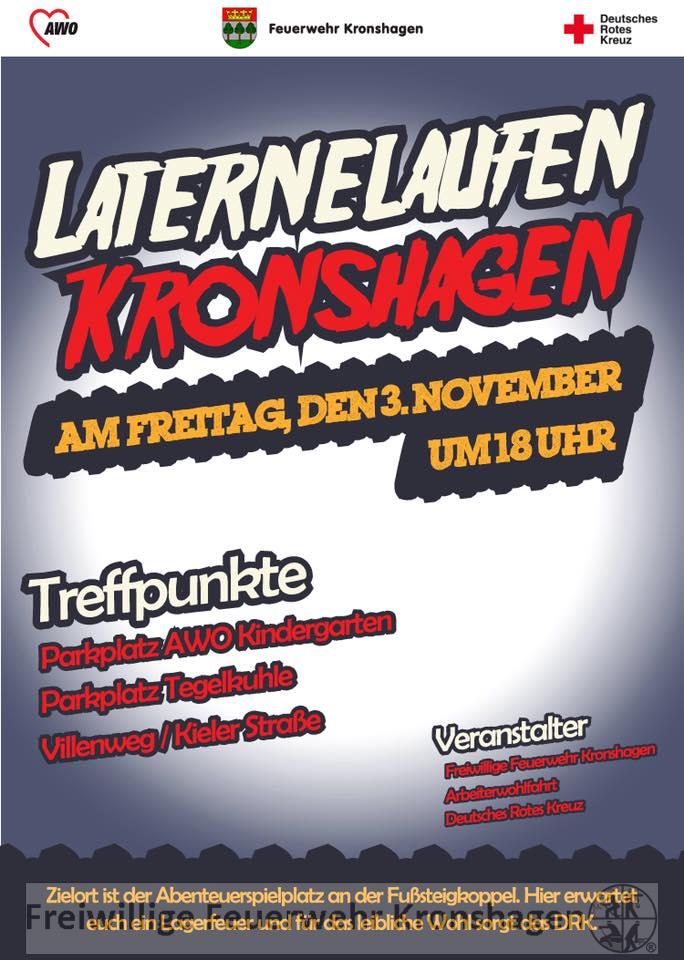 AWO
Feuerwehr Kronshagen
Deutsches
Rotes
Kreuz
LATERNELAUFEN
KRONSHAGEN
AM FREITAG, DEN 3. NOVEMBER
UM 18 UHR
Treffpunkte
Parkplatz AWO Kindergarten
Parkplatz Tegelkuhle
Villenweg / Kieler Straße
Veranstalter
Freiwillige Feuerwehr Kronshagen
Arbeiterwohlfahrt
Deutsches Rotes Kreuz
Zielort ist der Abenteuerspielplatz an der Fußsteigkoppel. Hier erwartet
euch ein Lagerfeuer und für das leibliche Wohl sorgt das DRK.
Freiwillige Feuerwehr Kronshagen